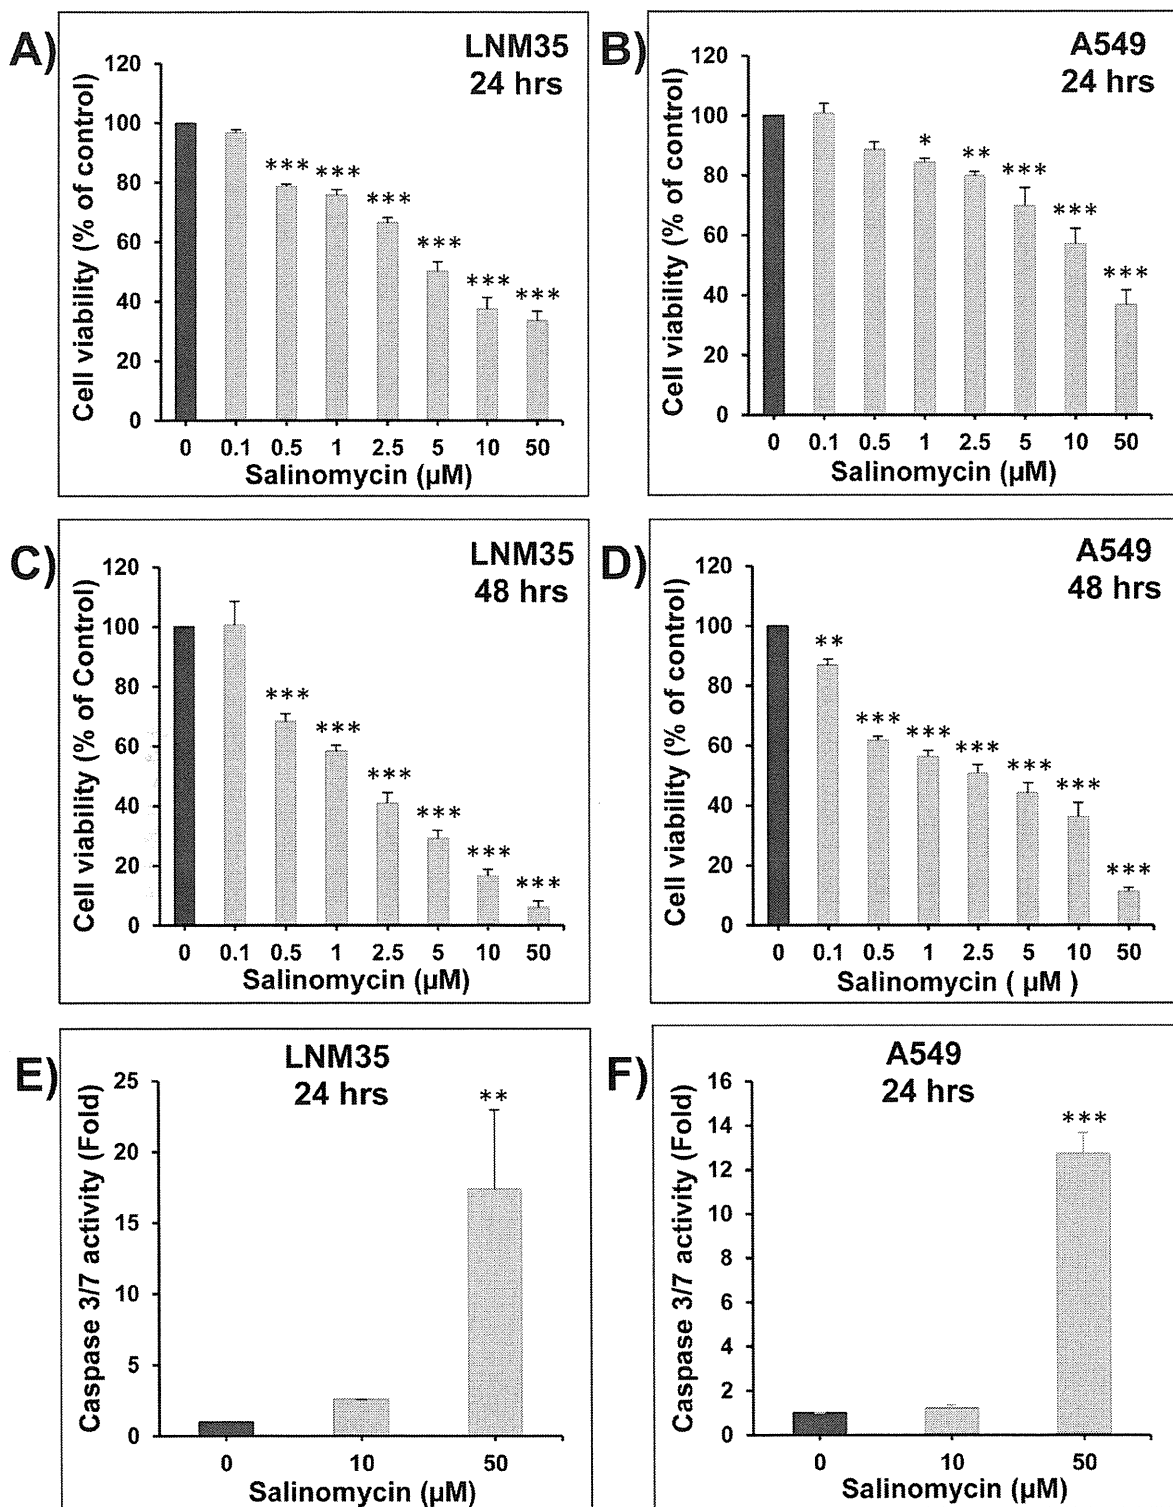 A)
LNM35
24 hrs
Cell viability (% of control)
120
100
80
60
40
20
0
*** *** *** *** *** ***
0 0.1 0.5 1 2.5 5 10 50
Salinomycin (µM)
B)
A549
24 hrs
Cell viability (% of control)
120
100
80
60
40
20
0
* ** *** *** ***
0 0.1 0.5 1 2.5 5 10 50
Salinomycin (µM)
C)
LNM35
48 hrs
Cell viability (% of Control)
120
100
80
60
40
20
0
*** *** *** *** *** ***
0 0.1 0.5 1 2.5 5 10 50
Salinomycin (µM)
D)
A549
48 hrs
Cell viability (% of control)
120
100
80
60
40
20
0
** *** *** *** *** *** ***
0 0.1 0.5 1 2.5 5 10 50
Salinomycin ( µM )
E)
LNM35
24 hrs
Caspase 3/7 activity (Fold)
25
20
15
10
5
0
**
0 10 50
Salinomycin (µM)
F)
A549
24 hrs
Caspase 3/7 activity (Fold)
16
14
12
10
8
6
4
2
0
***
0 10 50
Salinomycin (µM)